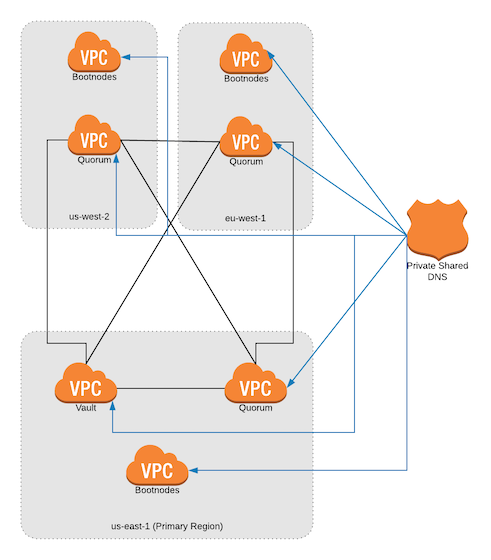 VPC
Bootnodes
VPC
Bootnodes
VPC
Quorum
VPC
Quorum
us-west-2
eu-west-1
Private Shared
DNS
VPC
Vault
VPC
Quorum
VPC
Bootnodes
us-east-1 (Primary Region)